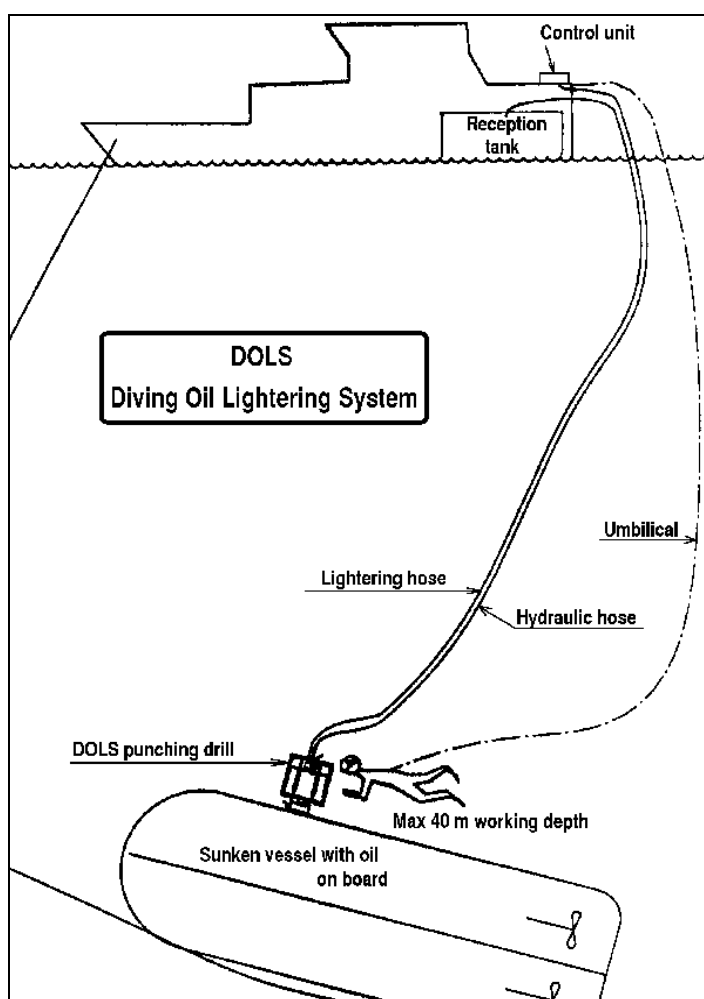 Control unit
Reception
tank
DOLS
Diving Oil Lightering System
Umbilical
Lightering hose
Hydraulic hose
DOLS punching drill
Max 40 m working depth
Sunken vessel with oil
on board